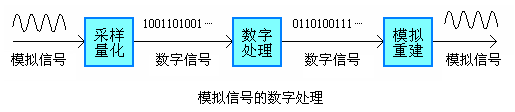 采样
量化
1001101001…
数字
处理
0110100111…
模拟
重建
模拟信号
数字信号
数字信号
模拟信号
模拟信号的数字处理